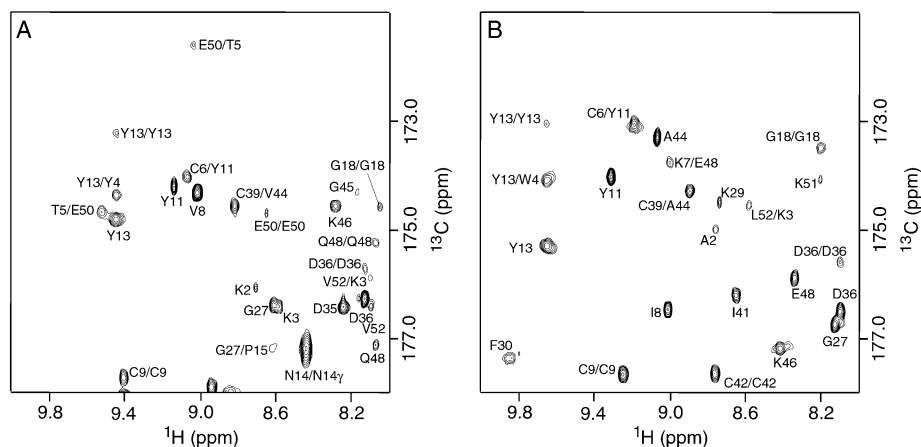 A
E50/T5
Y13/Y13
C6/Y11
Y13/Y4
T5/E50
Y13
Y11
V8
C39/V44
E50/E50
G18/G18
G45
K46
Q48/Q48
D36/D36
V52/K3
K2
G27
K3
D35
D36
V52
Q48
G27/P15
N14/N14γ
C9/C9
173.0
175.0
177.0
13C (ppm)
9.8
9.4
9.0
8.6
8.2
1H (ppm)
B
Y13/Y13
C6/Y11
A44
K7/E48
G18/G18
Y13/W4
Y11
C39/A44
K29
K51
L52/K3
A2
Y13
D36/D36
E48
D36
I8
I41
G27
F30
K46
C9/C9
C42/C42
173.0
175.0
177.0
13C (ppm)
9.8
9.4
9.0
8.6
8.2
1H (ppm)